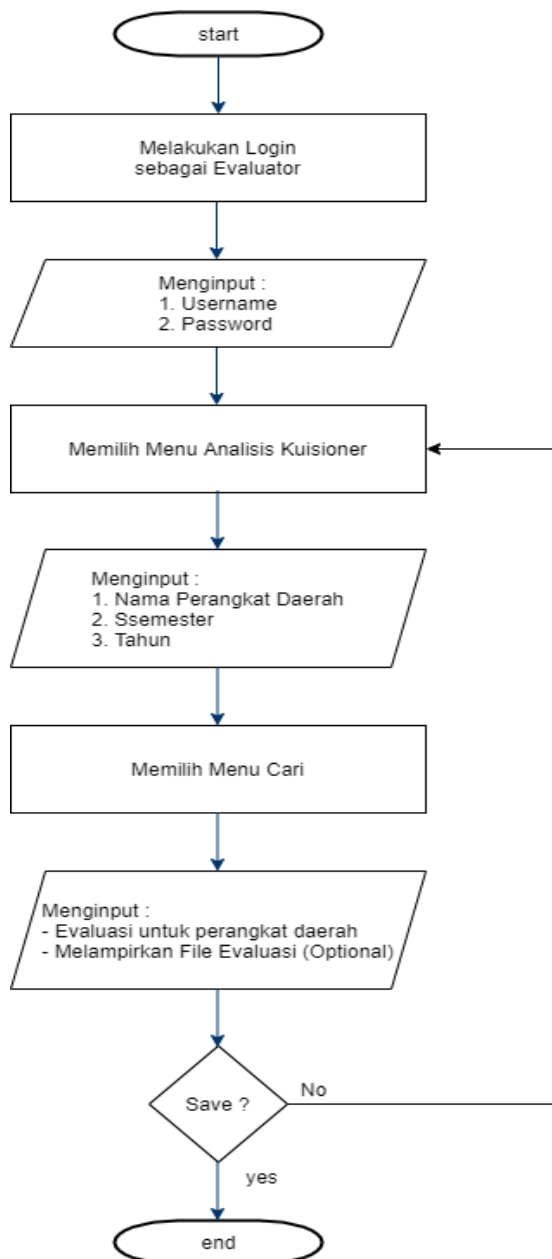 start
Melakukan Login
sebagai Evaluator
Menginput :
1. Username
2. Password
Memilih Menu Analisis Kuisioner
Menginput :
1. Nama Perangkat Daerah
2. Ssemester
3. Tahun
Memilih Menu Cari
Menginput :
- Evaluasi untuk perangkat daerah
- Melampirkan File Evaluasi (Optional)
Save ?
No
yes
end